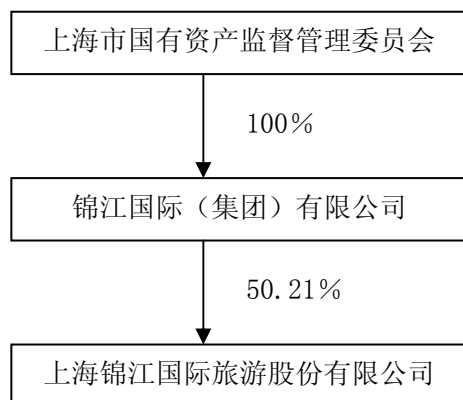 上海市国有资产监督管理委员会
100％
锦江国际（集团）有限公司
50.21％
上海锦江国际旅游股份有限公司